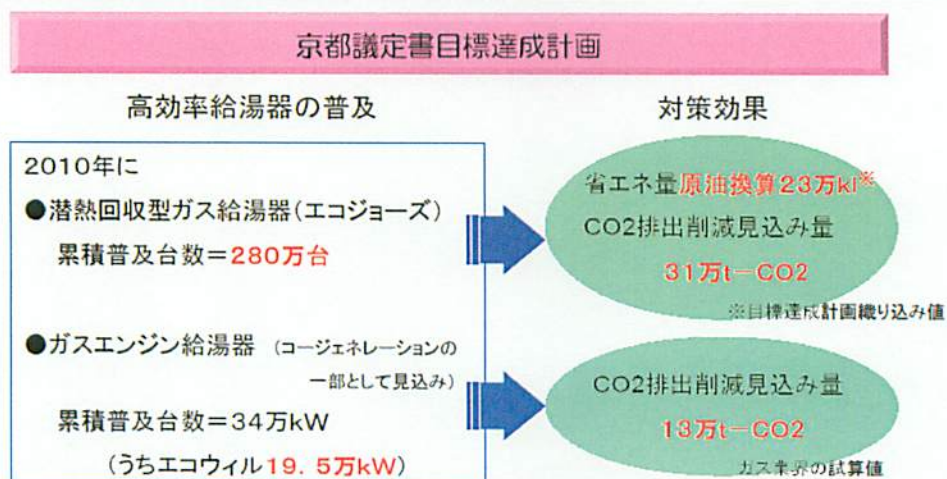 京都議定書目標達成計画
高効率給湯器の普及
対策効果
2010年に
●潜熱回収型ガス給湯器(エコジョーズ)
累積普及台数=280万台
省エネ量原油換算23万kl※
CO2排出削減見込み量
31万t-CO2
※目標達成計画織り込み値
●ガスエンジン給湯器 (コージェネレーションの
一部として見込み)
累積普及台数=34万kW
(うちエコウィル19.5万kW)
CO2排出削減見込み量
13万t-CO2
ガス業界の試算値